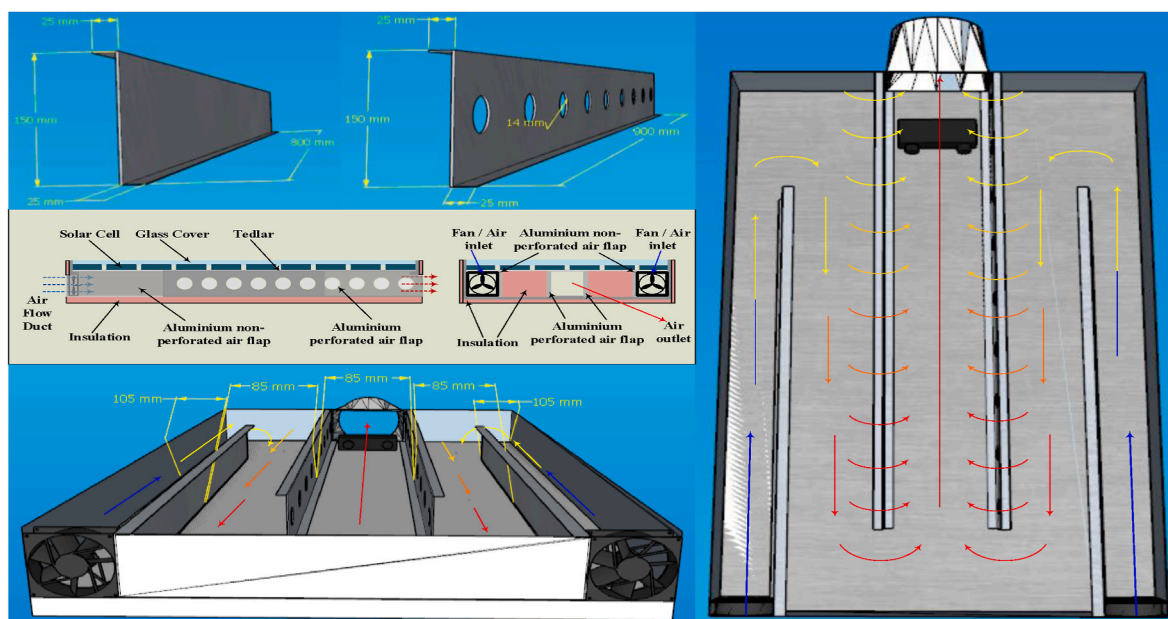 25 mm
150 mm
800 mm
25 mm
25 mm
150 mm
14 mm
900 mm
25 mm
Solar Cell
Glass Cover
Tedlar
Air
Flow
Duct
Insulation
Aluminium non-
perforated air flap
Aluminium
perforated air flap
Fan / Air
inlet
Aluminium non-
perforated air flap
Fan / Air
inlet
Insulation
Aluminium
perforated air flap
Air
outlet
105 mm
85 mm
85 mm
85 mm
105 mm